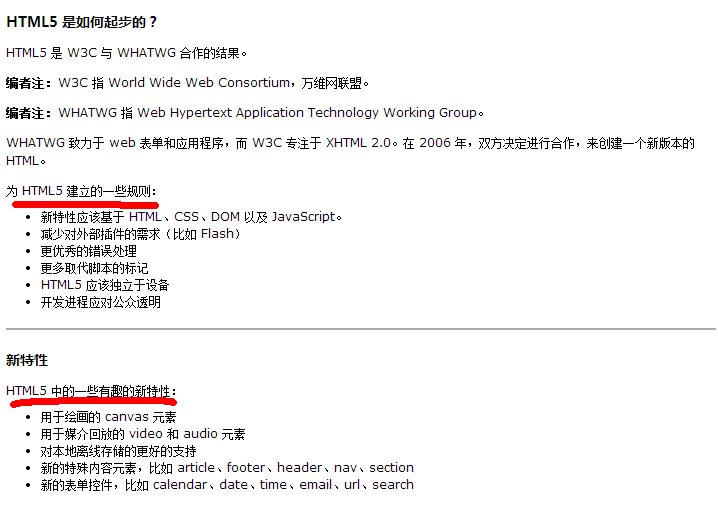 HTML5 是如何起步的？
HTML5 是 W3C 与 WHATWG 合作的结果。
编者注：W3C 指 World Wide Web Consortium，万维网联盟。
编者注：WHATWG 指 Web Hypertext Application Technology Working Group。
WHATWG 致力于 web 表单和应用程序，而 W3C 专注于 XHTML 2.0。在 2006 年，双方决定进行合作，来创建一个新版本的
HTML。
为 HTML5 建立的一些规则：
• 新特性应该基于 HTML、CSS、DOM 以及 JavaScript。
• 减少对外部插件的需求（比如 Flash）
• 更优秀的错误处理
• 更多取代脚本的标记
• HTML5 应该独立于设备
• 开发进程应对公众透明
新特性
HTML5 中的一些有趣的新特性：
• 用于绘画的 canvas 元素
• 用于媒介回放的 video 和 audio 元素
• 对本地离线存储的更好的支持
• 新的特殊内容元素，比如 article、footer、header、nav、section
• 新的表单控件，比如 calendar、date、time、email、url、search